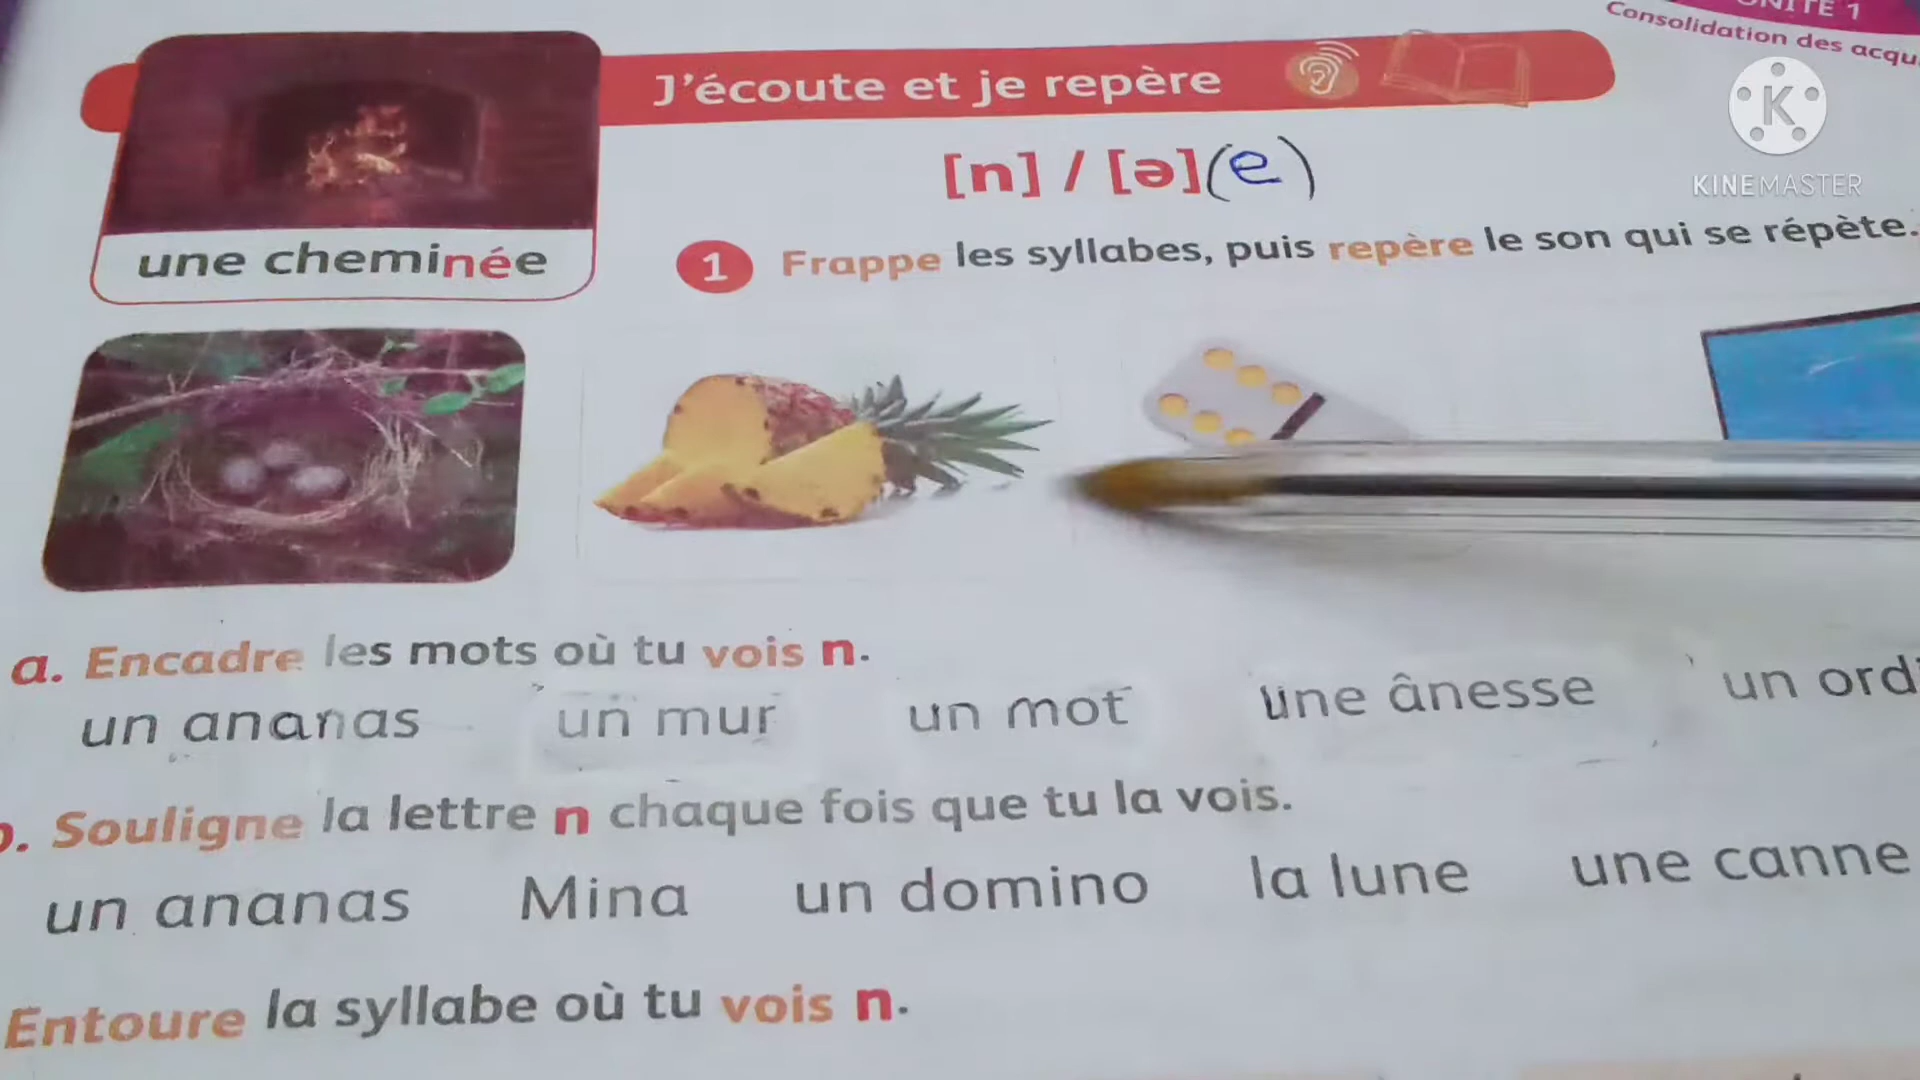 UNITE 1
Consolidation des acqu
J'écoute et je repère
K
KINEMASTER
[n] / [ə] (e)
une cheminée
1 Frappe les syllabes, puis repère le son qui se répète.
a. Encadre les mots où tu vois n.
un ananas un mur un mot une ânesse un ord
. Souligne la lettre n chaque fois que tu la vois.
un ananas Mina un domino la lune une canne
Entoure la syllabe où tu vois n.